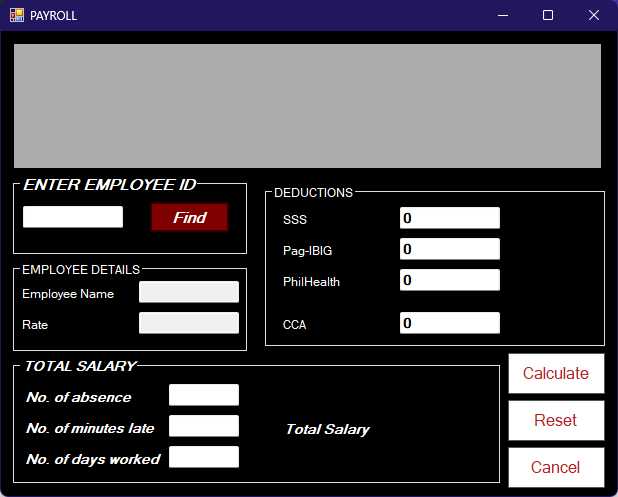 PAYROLL
ENTER EMPLOYEE ID
Find
EMPLOYEE DETAILS
Employee Name
Rate
DEDUCTIONS
SSS 0
Pag-IBIG 0
PhilHealth 0
CCA 0
TOTAL SALARY
No. of absence
No. of minutes late
No. of days worked
Total Salary
Calculate
Reset
Cancel